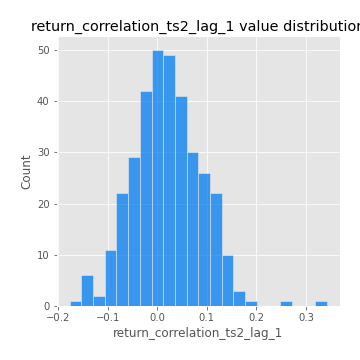 return_correlation_ts2_lag_1 value distribution
50
40
30
20
10
0
Count
−0.2 −0.1 0.0 0.1 0.2 0.3
return_correlation_ts2_lag_1